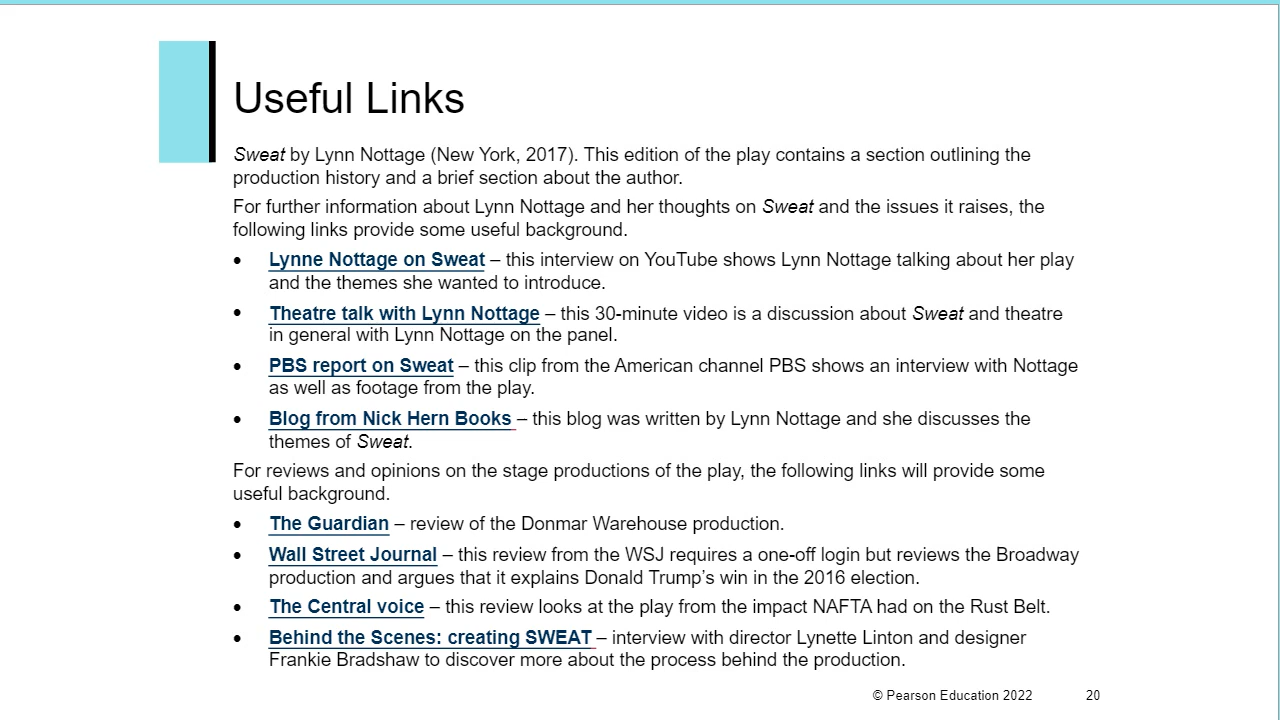 Useful Links
Sweat by Lynn Nottage (New York, 2017). This edition of the play contains a section outlining the
production history and a brief section about the author.
For further information about Lynn Nottage and her thoughts on Sweat and the issues it raises, the
following links provide some useful background.
• Lynne Nottage on Sweat – this interview on YouTube shows Lynn Nottage talking about her play
and the themes she wanted to introduce.
• Theatre talk with Lynn Nottage – this 30-minute video is a discussion about Sweat and theatre
in general with Lynn Nottage on the panel.
• PBS report on Sweat – this clip from the American channel PBS shows an interview with Nottage
as well as footage from the play.
• Blog from Nick Hern Books – this blog was written by Lynn Nottage and she discusses the
themes of Sweat.
For reviews and opinions on the stage productions of the play, the following links will provide some
useful background.
• The Guardian – review of the Donmar Warehouse production.
• Wall Street Journal – this review from the WSJ requires a one-off login but reviews the Broadway
production and argues that it explains Donald Trump’s win in the 2016 election.
• The Central voice – this review looks at the play from the impact NAFTA had on the Rust Belt.
• Behind the Scenes: creating SWEAT – interview with director Lynette Linton and designer
Frankie Bradshaw to discover more about the process behind the production.
© Pearson Education 2022 20